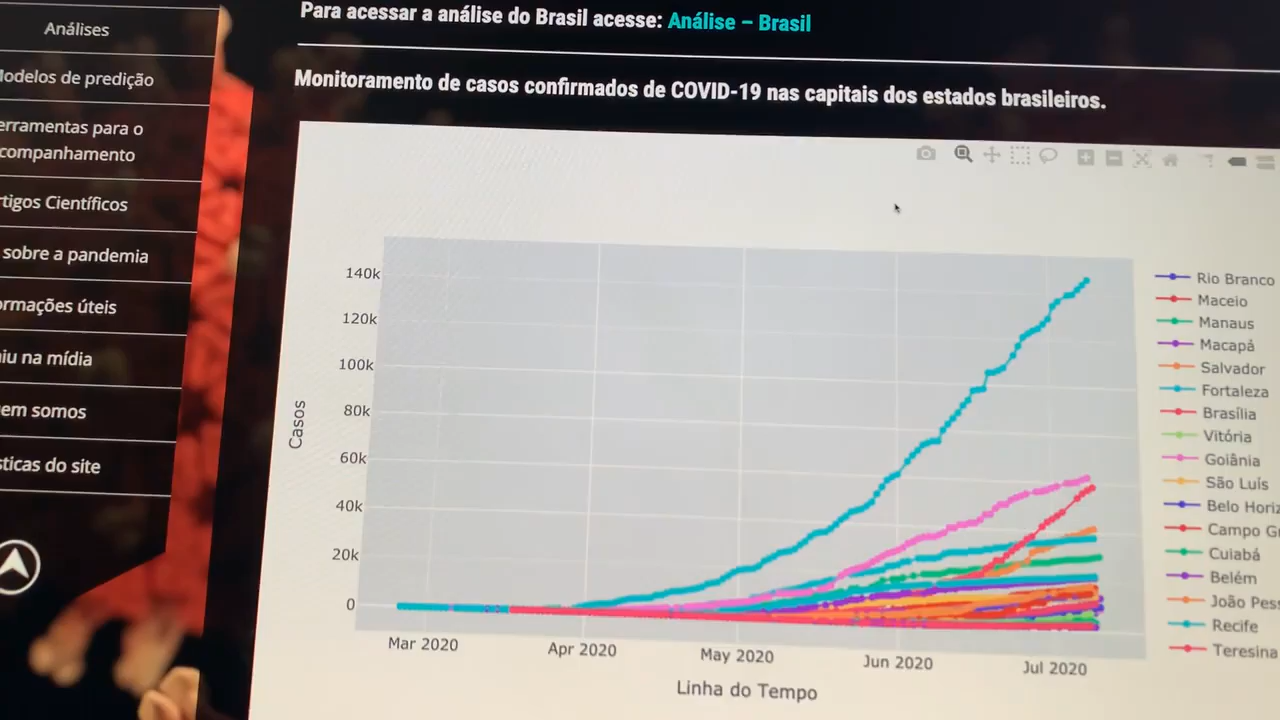 Para acessar a análise do Brasil acesse: Análise – Brasil
Análises
Modelos de predição
erramentas para o
companhamento
rtigos Científicos
sobre a pandemia
ormações úteis
iu na mídia
em somos
sticas do site
Monitoramento de casos confirmados de COVID-19 nas capitais dos estados brasileiros.
140k
120k
100k
80k
60k
40k
20k
0
Casos
Mar 2020
Apr 2020
May 2020
Jun 2020
Jul 2020
Linha do Tempo
Rio Branco
Maceio
Manaus
Macapá
Salvador
Fortaleza
Brasília
Vitória
Goiânia
São Luís
Belo Horiz
Campo Gr
Cuiabá
Belém
João Pess
Recife
Teresina